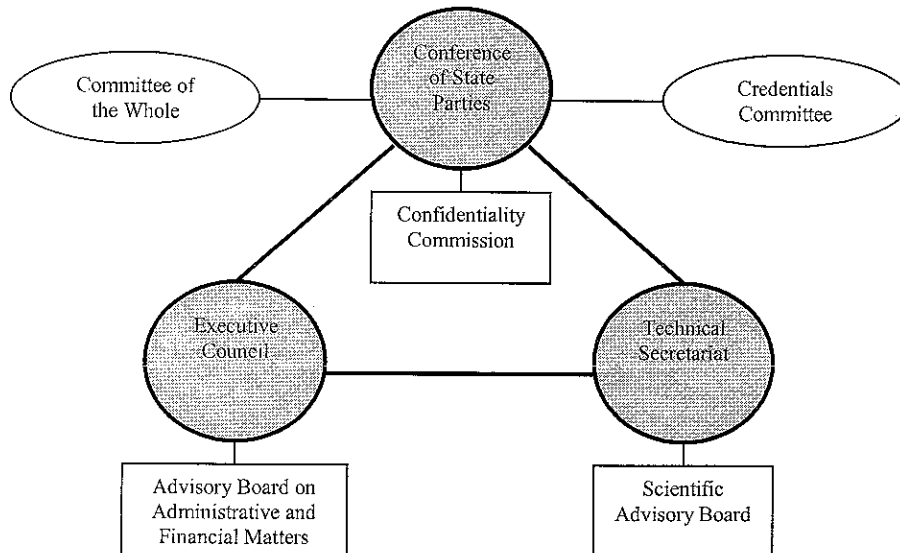 Conference
of State
Parties
Committee of
the Whole
Credentials
Committee
Confidentiality
Commission
Executive
Council
Technical
Secretariat
Advisory Board on
Administrative and
Financial Matters
Scientific
Advisory Board